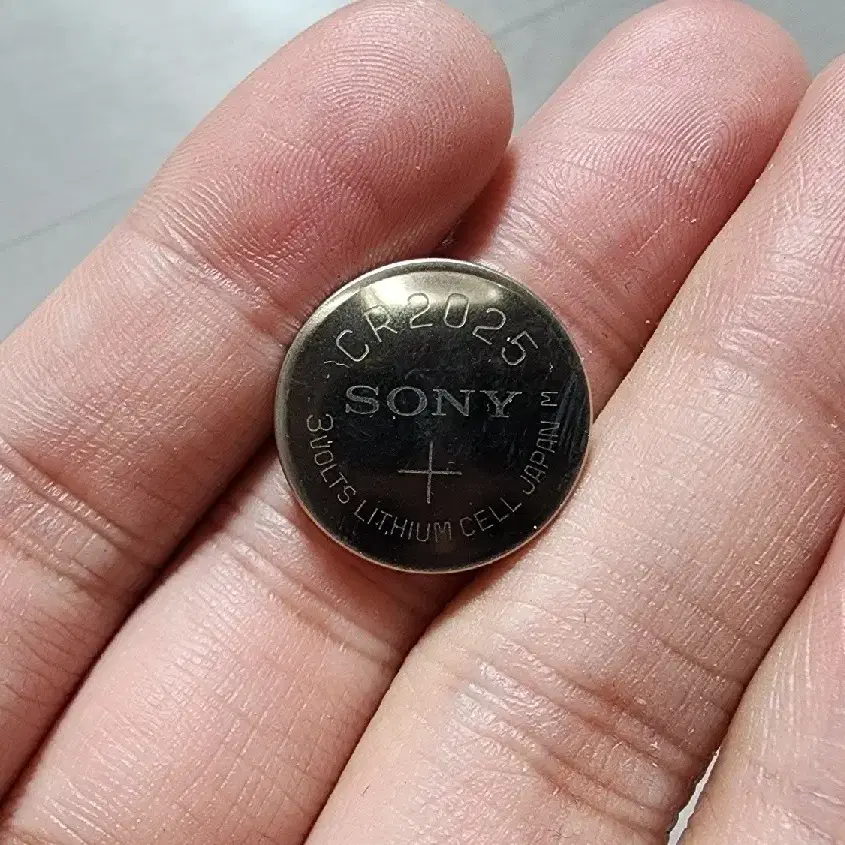 CR2025
SONY
+
3VOLTS LITHIUM CELL JAPAN M